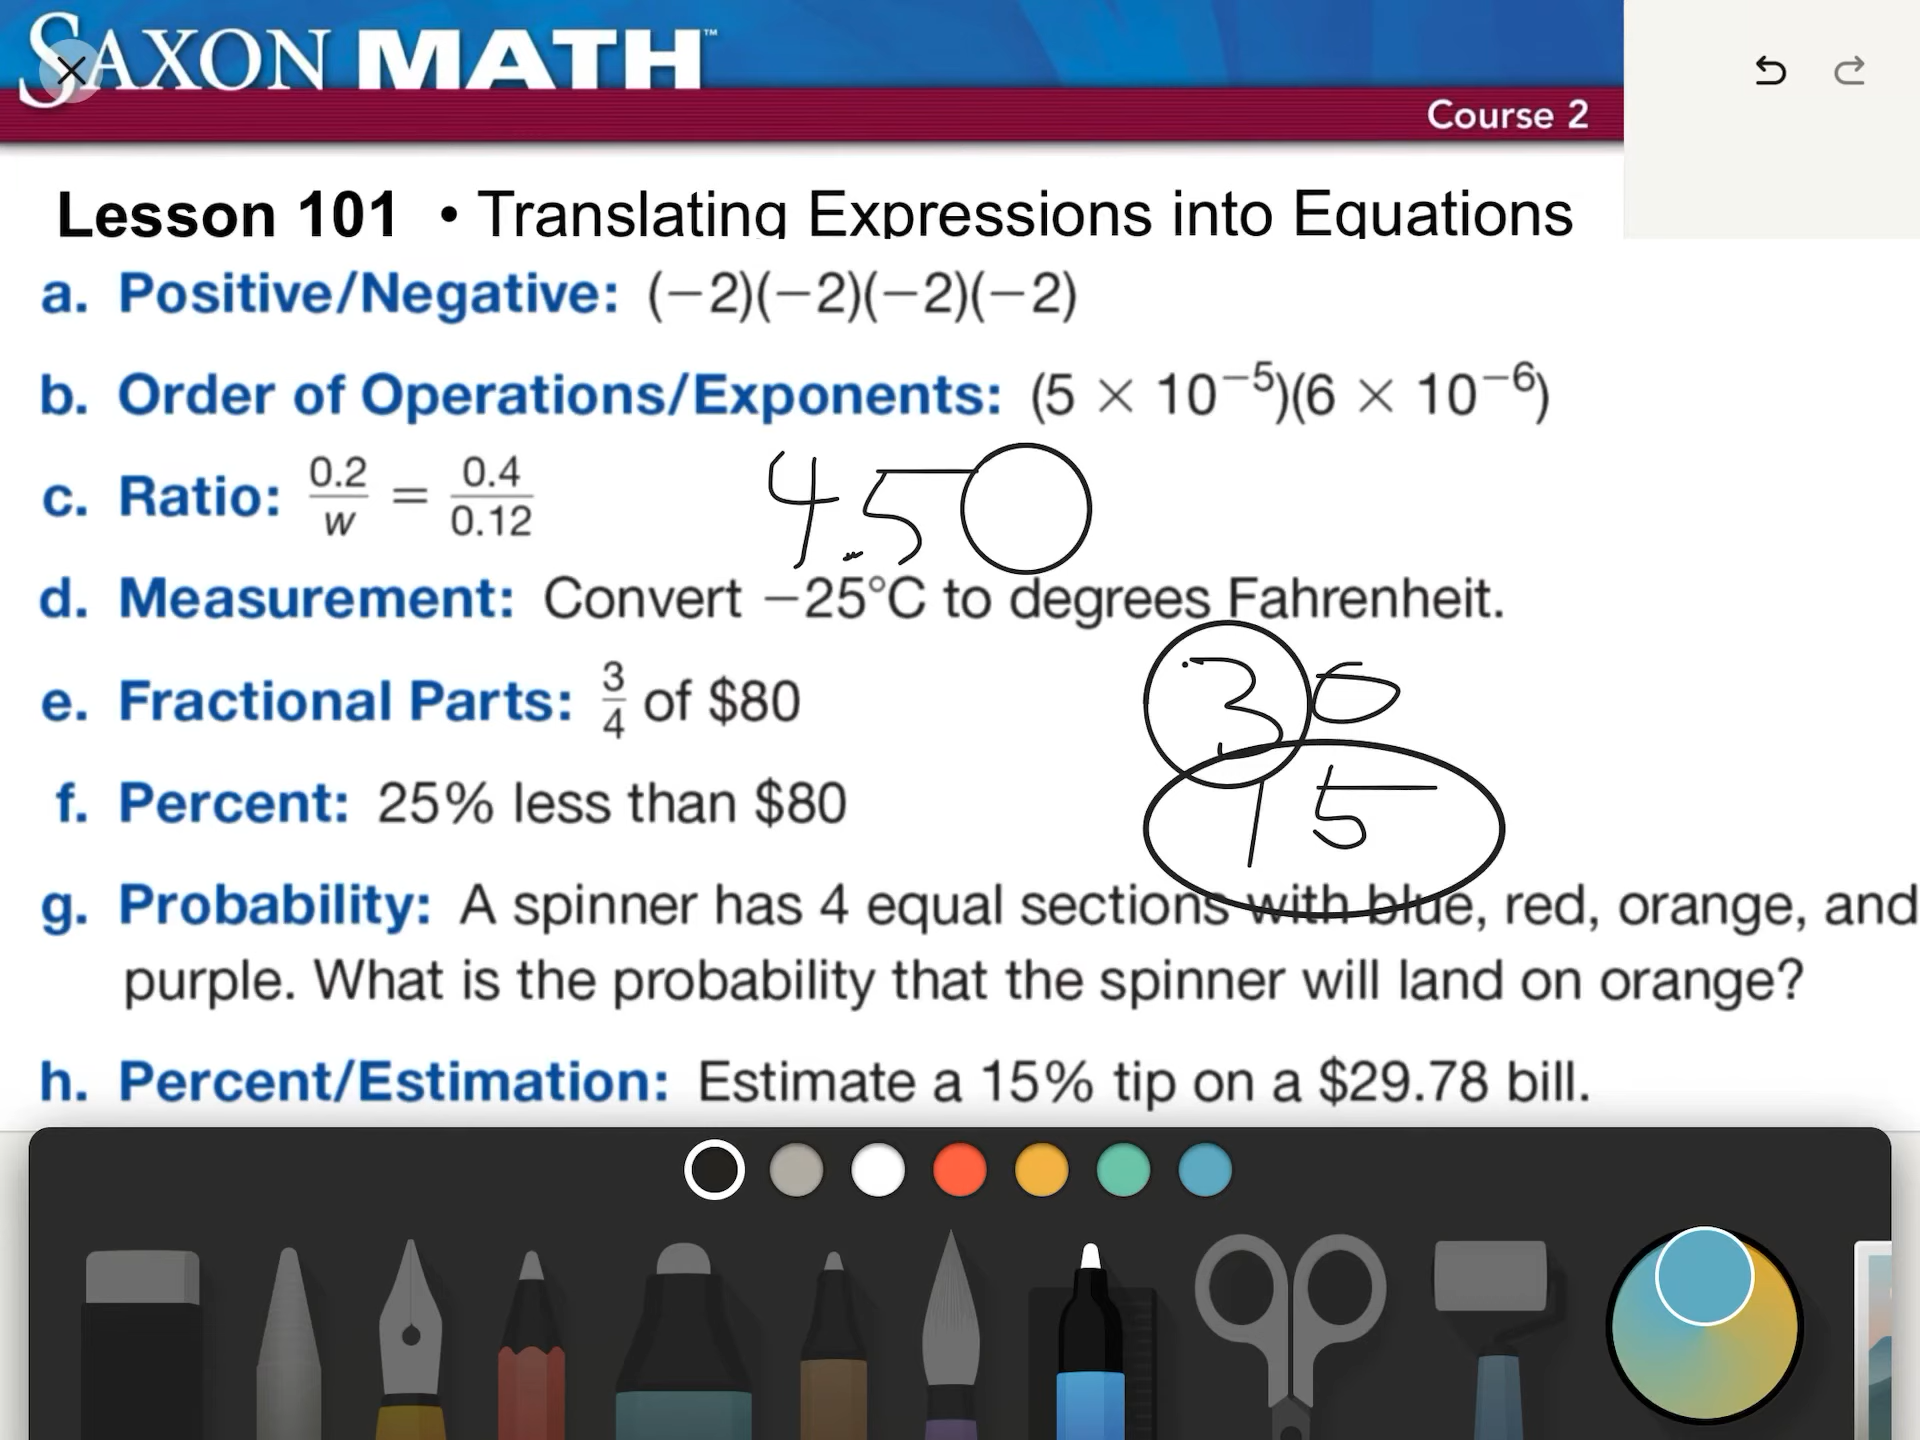 SAXON MATH™
Course 2
Lesson 101 • Translating Expressions into Equations
a. Positive/Negative: (−2)(−2)(−2)(−2)
b. Order of Operations/Exponents: (5 × 10⁻⁵)(6 × 10⁻⁶)
c. Ratio: 0.2/w = 0.4/0.12
4.50
d. Measurement: Convert −25°C to degrees Fahrenheit.
30
e. Fractional Parts: 3/4 of $80
15
f. Percent: 25% less than $80
g. Probability: A spinner has 4 equal sections with blue, red, orange, and
purple. What is the probability that the spinner will land on orange?
h. Percent/Estimation: Estimate a 15% tip on a $29.78 bill.